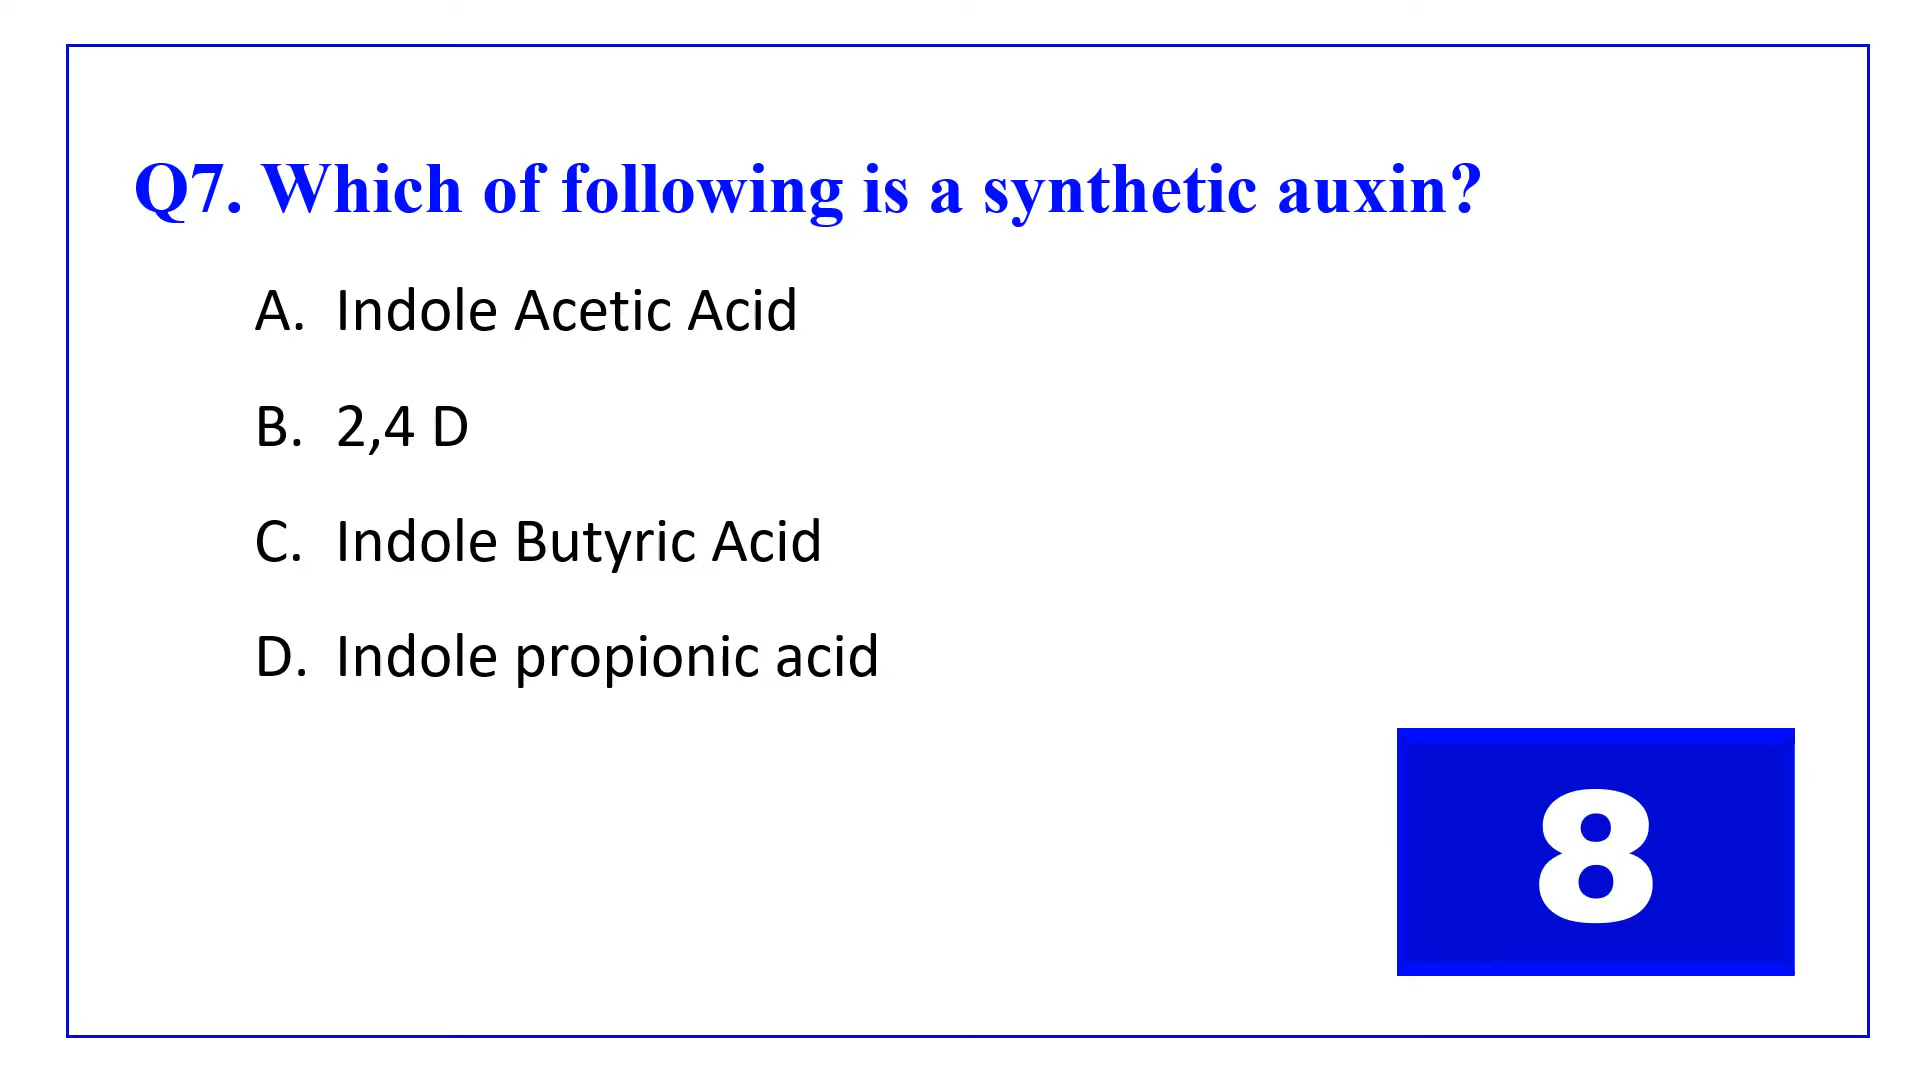 Q7. Which of following is a synthetic auxin?
A. Indole Acetic Acid
B. 2,4 D
C. Indole Butyric Acid
D. Indole propionic acid
8